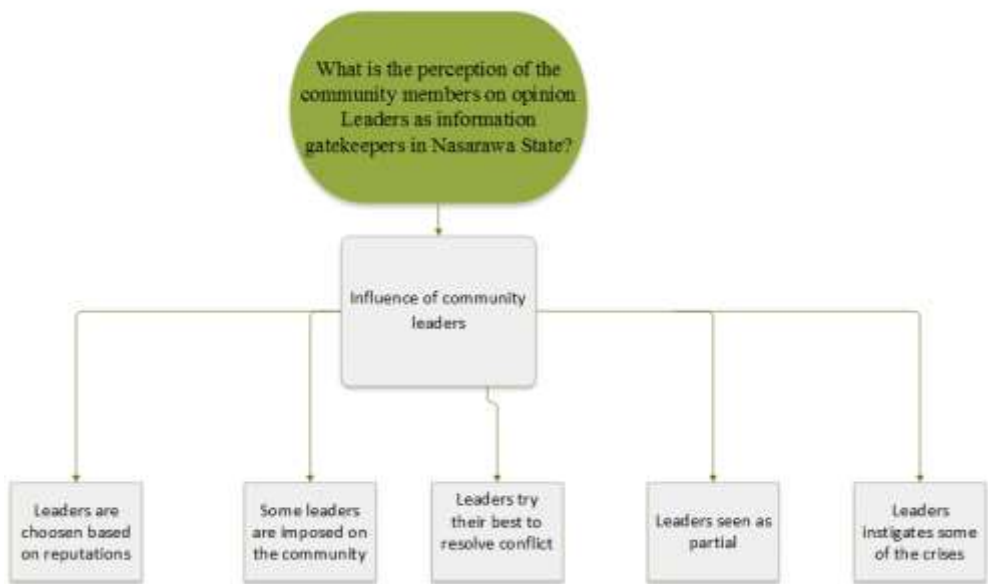 What is the perception of the
community members on opinion
Leaders as information
gatekeepers in Nasarawa State?
Influence of community
leaders
Leaders are
choosen based
on reputations
Some leaders
are imposed on
the community
Leaders try
their best to
resolve conflict
Leaders seen as
partial
Leaders
instigates some
of the crises